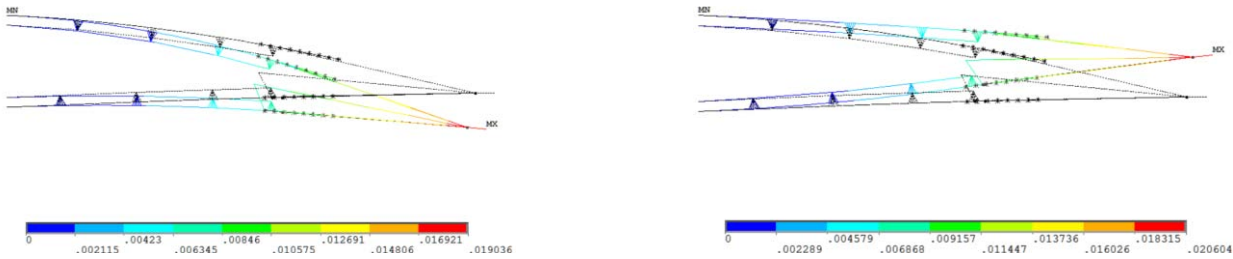 MN
MX
0 .00423 .00846 .012691 .016921
.002115 .006345 .010575 .014806 .019036
MN
MX
0 .004579 .009157 .013736 .018315
.002289 .006868 .011447 .016026 .020604